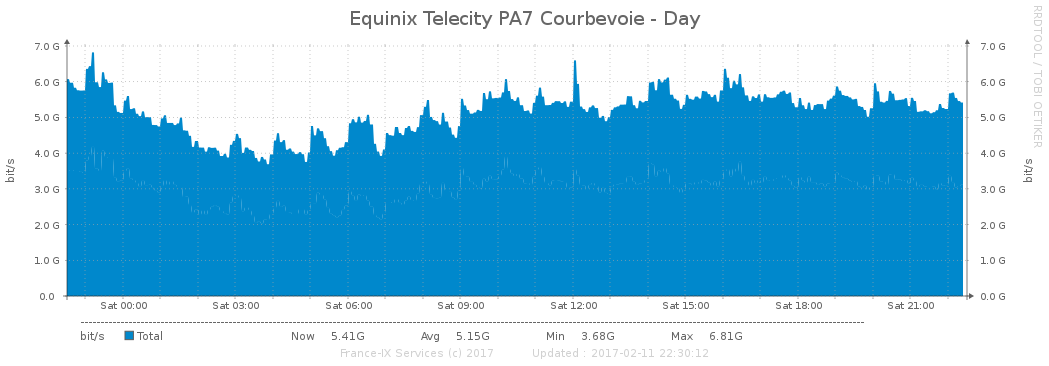 Equinix Telecity PA7 Courbevoie - Day
RRDTOOL / TOBI OETIKER
7.0 G 7.0 G
6.0 G 6.0 G
5.0 G 5.0 G
4.0 G 4.0 G
3.0 G 3.0 G
2.0 G 2.0 G
1.0 G 1.0 G
0.0 0.0 G
bit/s
bit/s
Sat 00:00 Sat 03:00 Sat 06:00 Sat 09:00 Sat 12:00 Sat 15:00 Sat 18:00 Sat 21:00
bit/s Total Now 5.41G Avg 5.15G Min 3.68G Max 6.81G
France-IX Services (c) 2017 Updated : 2017-02-11 22:30:12